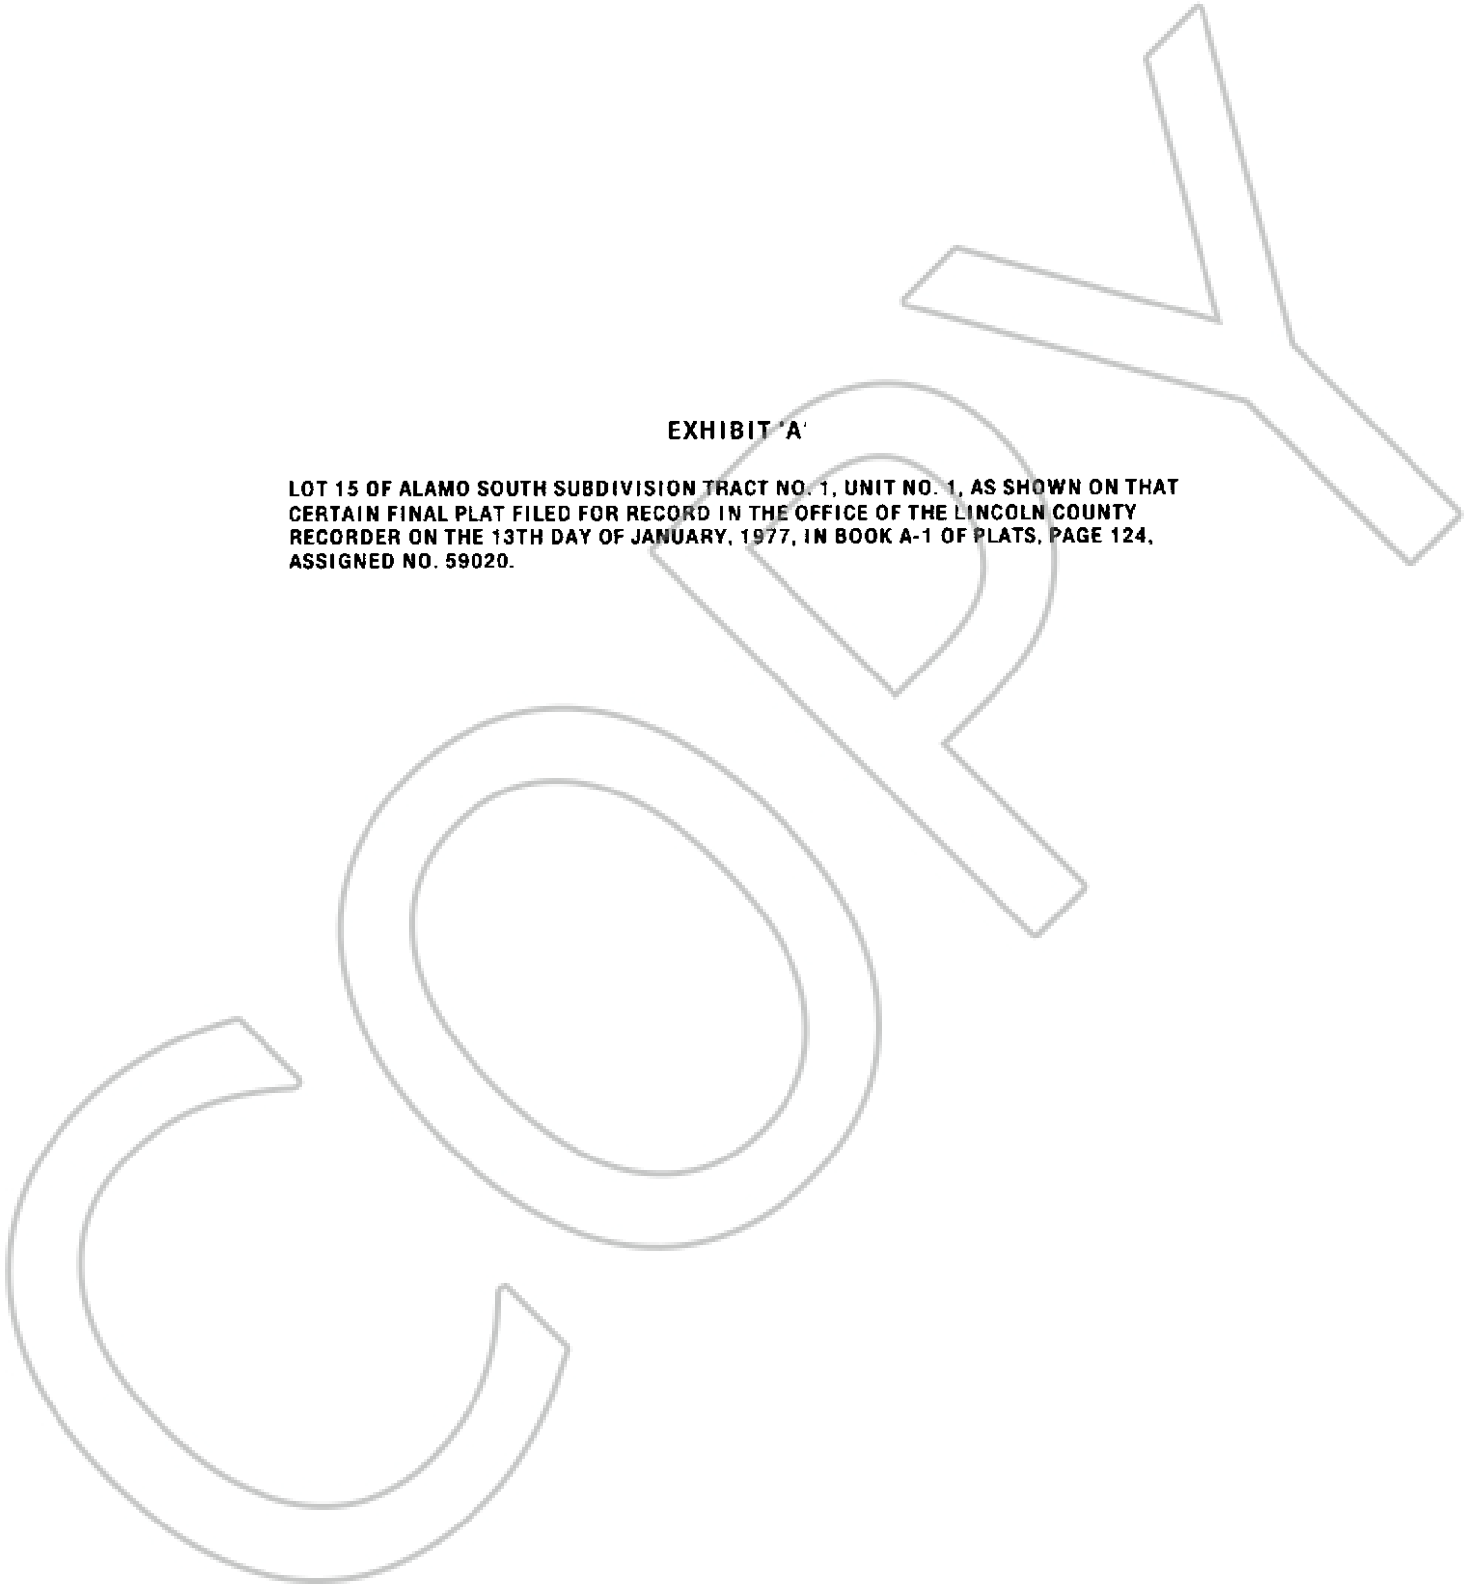 EXHIBIT 'A'
LOT 15 OF ALAMO SOUTH SUBDIVISION TRACT NO. 1, UNIT NO. 1, AS SHOWN ON THAT
CERTAIN FINAL PLAT FILED FOR RECORD IN THE OFFICE OF THE LINCOLN COUNTY
RECORDER ON THE 13TH DAY OF JANUARY, 1977, IN BOOK A-1 OF PLATS, PAGE 124,
ASSIGNED NO. 59020.
COPY